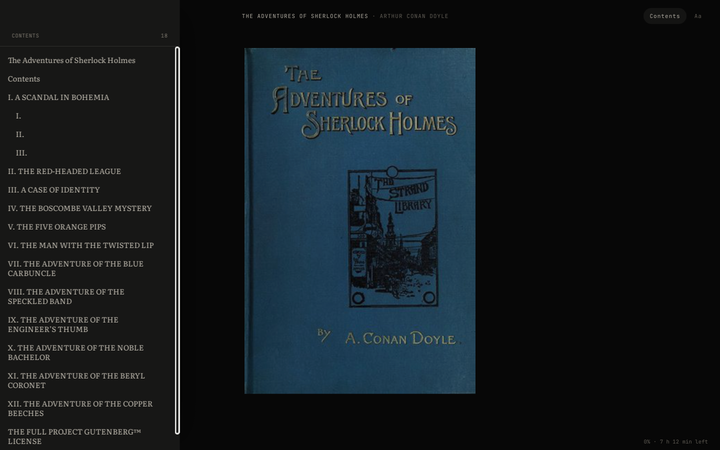 THE ADVENTURES OF SHERLOCK HOLMES · ARTHUR CONAN DOYLE
Contents
Aa
CONTENTS
18
The Adventures of Sherlock Holmes
Contents
I. A SCANDAL IN BOHEMIA
I.
II.
III.
II. THE RED-HEADED LEAGUE
III. A CASE OF IDENTITY
IV. THE BOSCOMBE VALLEY MYSTERY
V. THE FIVE ORANGE PIPS
VI. THE MAN WITH THE TWISTED LIP
VII. THE ADVENTURE OF THE BLUE
CARBUNCLE
VIII. THE ADVENTURE OF THE
SPECKLED BAND
IX. THE ADVENTURE OF THE
ENGINEER'S THUMB
X. THE ADVENTURE OF THE NOBLE
BACHELOR
XI. THE ADVENTURE OF THE BERYL
CORONET
XII. THE ADVENTURE OF THE COPPER
BEECHES
THE FULL PROJECT GUTENBERG™
LICENSE
THE
ADVENTURES OF
SHERLOCK HOLMES
THE
STRAND
LIBRARY
BY A. CONAN DOYLE
0% · 7 h 12 min left